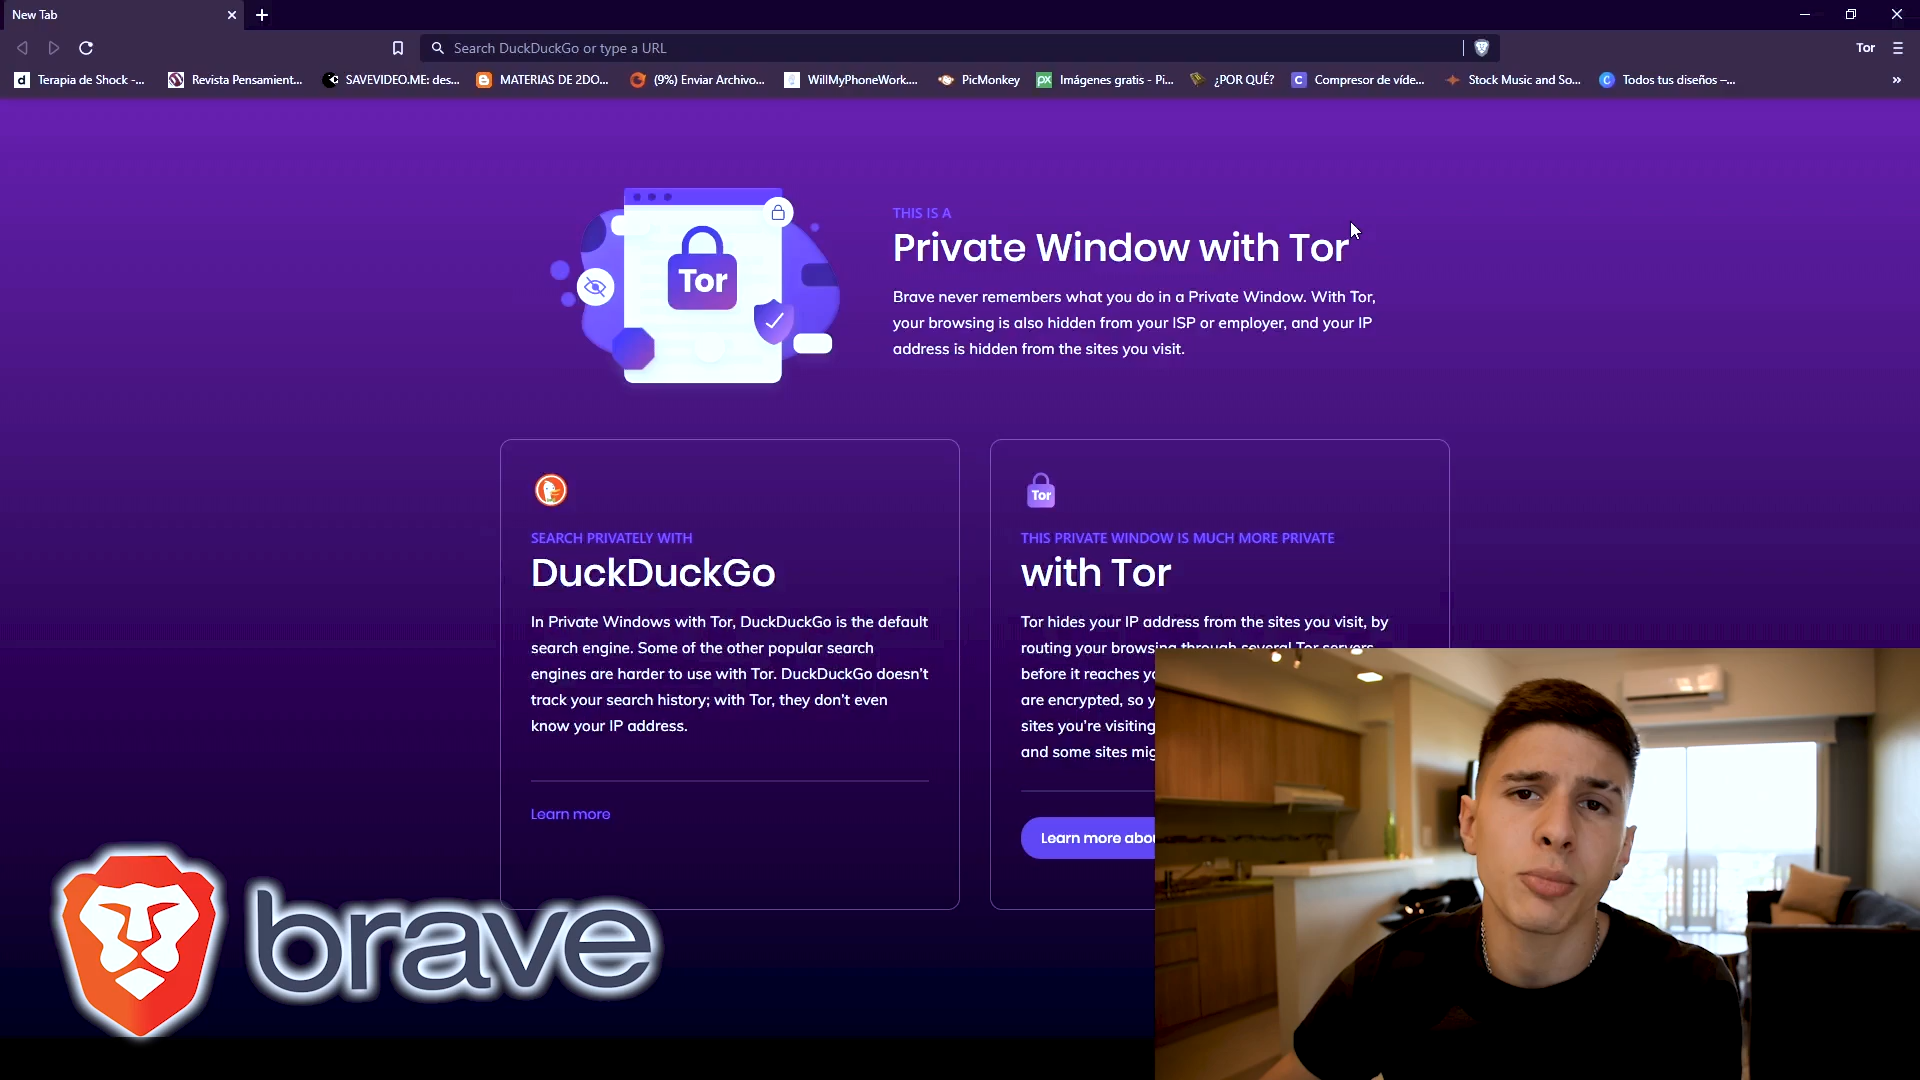 New Tab
Search DuckDuckGo or type a URL
Tor
Terapia de Shock -...
Revista Pensamient...
SAVEVIDEO.ME: des...
MATERIAS DE 2DO...
(9%) Enviar Archivo...
WillMyPhoneWork....
PicMonkey
Imágenes gratis - Pi...
¿POR QUÉ?
Compresor de víde...
Stock Music and So...
Todos tus diseños –...
»
THIS IS A
Private Window with Tor
Brave never remembers what you do in a Private Window. With Tor,
your browsing is also hidden from your ISP or employer, and your IP
address is hidden from the sites you visit.
Tor
SEARCH PRIVATELY WITH
DuckDuckGo
In Private Windows with Tor, DuckDuckGo is the default
search engine. Some of the other popular search
engines are harder to use with Tor. DuckDuckGo doesn't
track your search history; with Tor, they don't even
know your IP address.
Learn more
Tor
THIS PRIVATE WINDOW IS MUCH MORE PRIVATE
with Tor
Tor hides your IP address from the sites you visit, by
routing your browsing through several Tor servers
before it reaches
are encrypted, so
sites you're visiting
and some sites
Learn more
brave